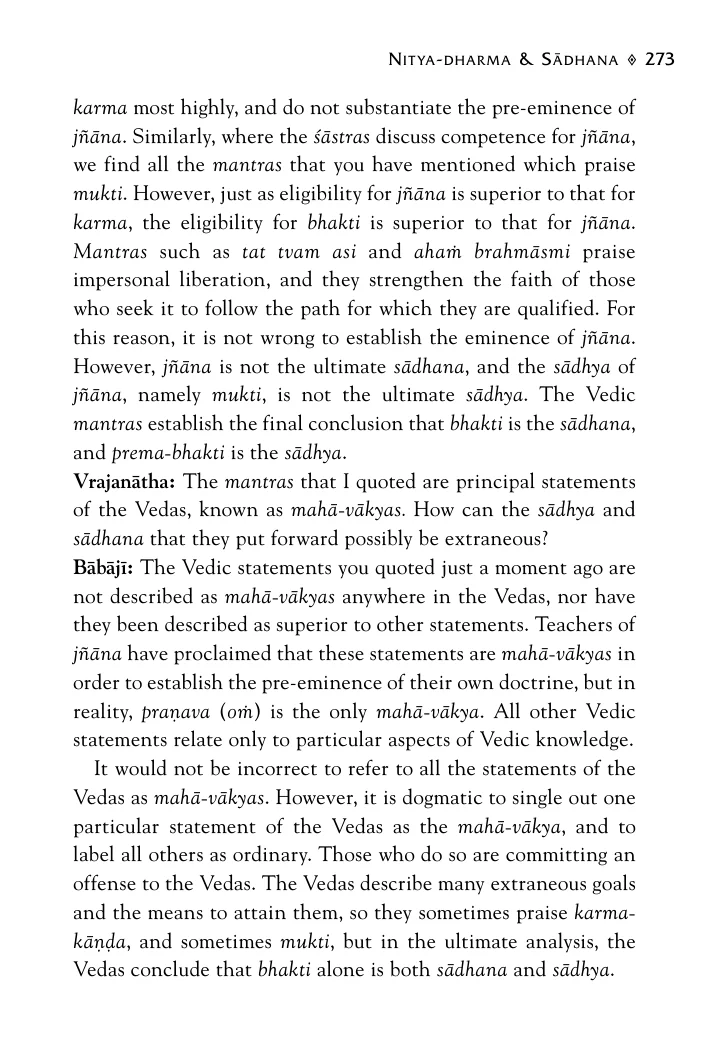 NITYA-DHARMA & SĀDHANA ◊ 273
karma most highly, and do not substantiate the pre-eminence of
jñāna. Similarly, where the śāstras discuss competence for jñāna,
we find all the mantras that you have mentioned which praise
mukti. However, just as eligibility for jñāna is superior to that for
karma, the eligibility for bhakti is superior to that for jñāna.
Mantras such as tat tvam asi and ahaṁ brahmāsmi praise
impersonal liberation, and they strengthen the faith of those
who seek it to follow the path for which they are qualified. For
this reason, it is not wrong to establish the eminence of jñāna.
However, jñāna is not the ultimate sādhana, and the sādhya of
jñāna, namely mukti, is not the ultimate sādhya. The Vedic
mantras establish the final conclusion that bhakti is the sādhana,
and prema-bhakti is the sādhya.
Vrajanātha: The mantras that I quoted are principal statements
of the Vedas, known as mahā-vākyas. How can the sādhya and
sādhana that they put forward possibly be extraneous?
Bābājī: The Vedic statements you quoted just a moment ago are
not described as mahā-vākyas anywhere in the Vedas, nor have
they been described as superior to other statements. Teachers of
jñāna have proclaimed that these statements are mahā-vākyas in
order to establish the pre-eminence of their own doctrine, but in
reality, praṇava (oṁ) is the only mahā-vākya. All other Vedic
statements relate only to particular aspects of Vedic knowledge.
It would not be incorrect to refer to all the statements of the
Vedas as mahā-vākyas. However, it is dogmatic to single out one
particular statement of the Vedas as the mahā-vākya, and to
label all others as ordinary. Those who do so are committing an
offense to the Vedas. The Vedas describe many extraneous goals
and the means to attain them, so they sometimes praise karma-
kāṇḍa, and sometimes mukti, but in the ultimate analysis, the
Vedas conclude that bhakti alone is both sādhana and sādhya.